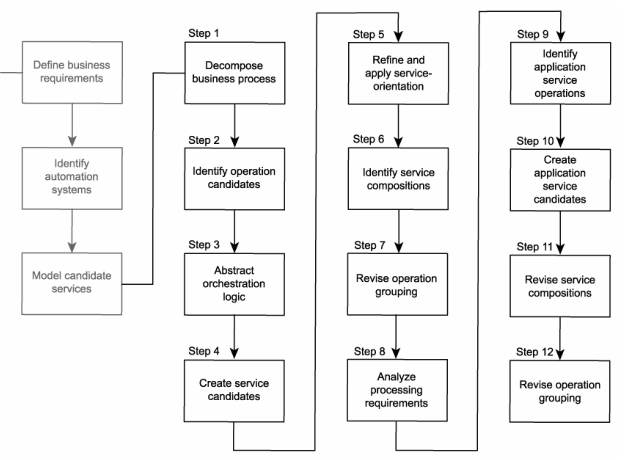 Define business
requirements
Identify
automation
systems
Model candidate
services
Step 1
Decompose
business process
Step 2
Identify operation
candidates
Step 3
Abstract
orchestration
logic
Step 4
Create service
candidates
Step 5
Refine and
apply service-
orientation
Step 6
Identify service
compositions
Step 7
Revise operation
grouping
Step 8
Analyze
processing
requirements
Step 9
Identify
application
service
operations
Step 10
Create
application
service
candidates
Step 11
Revise service
compositions
Step 12
Revise operation
grouping